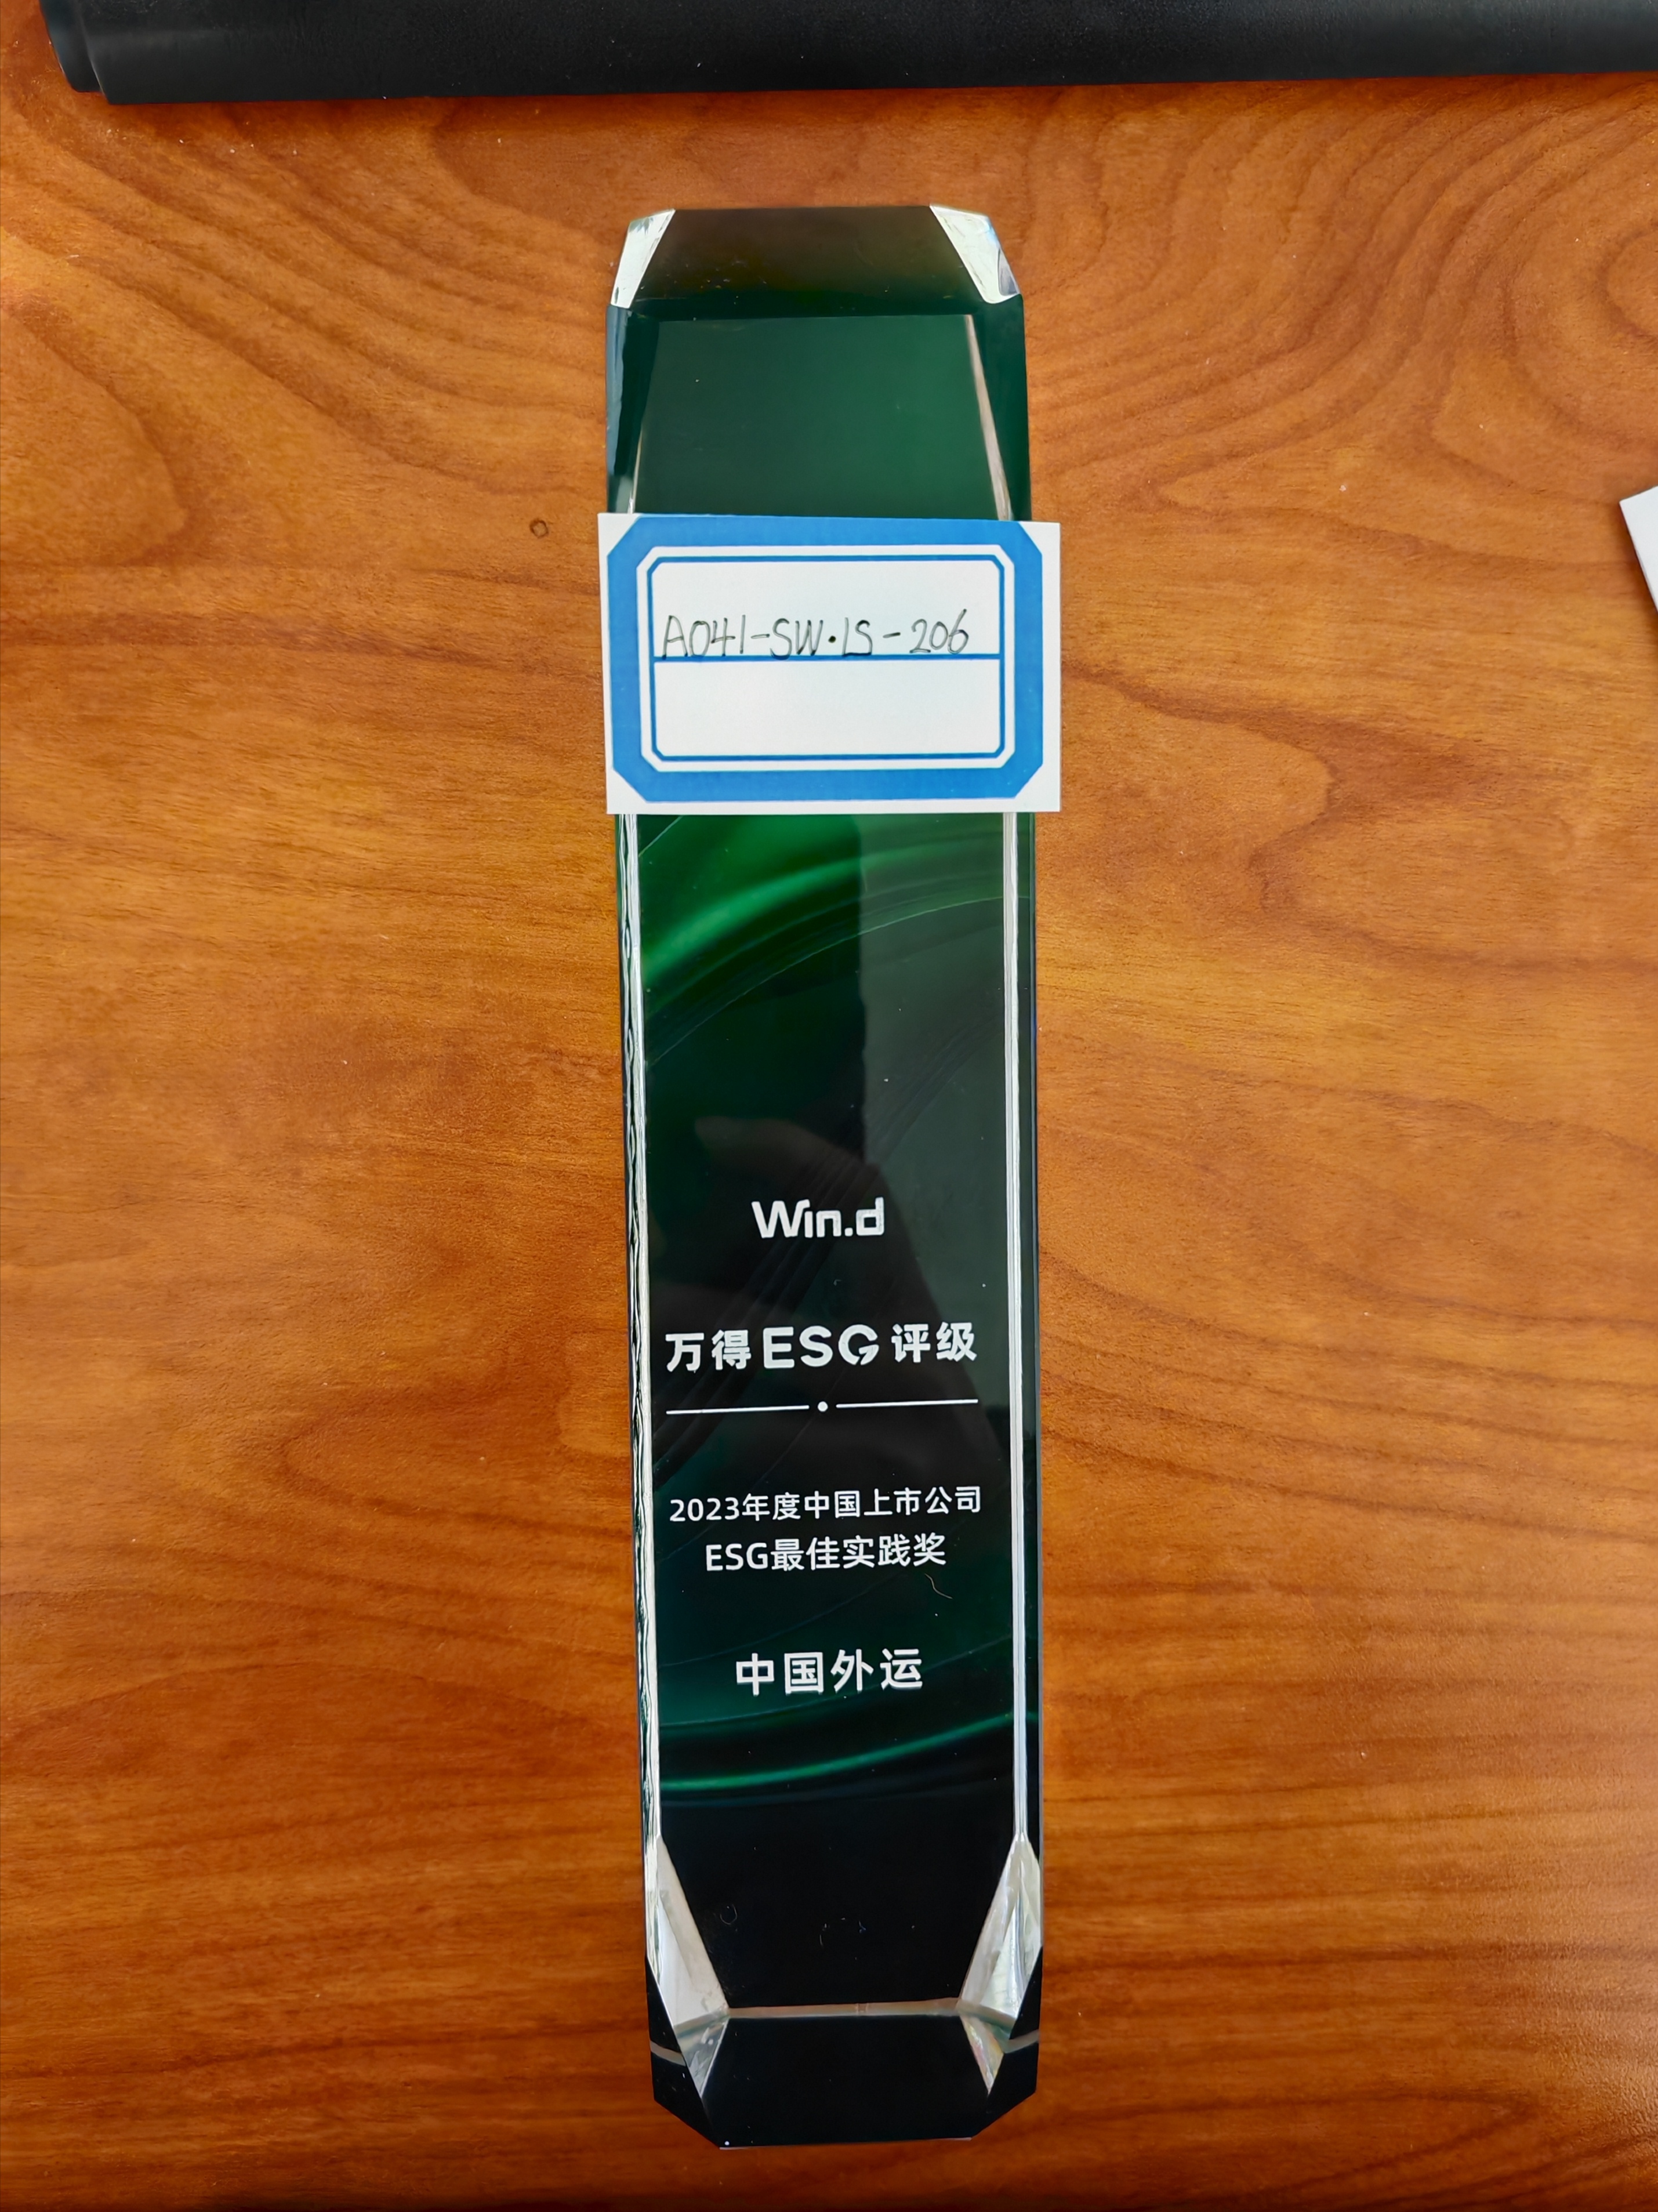 A041-SW·LS-206
Win.d
万得ESG评级
2023年度中国上市公司
ESG最佳实践奖
中国外运